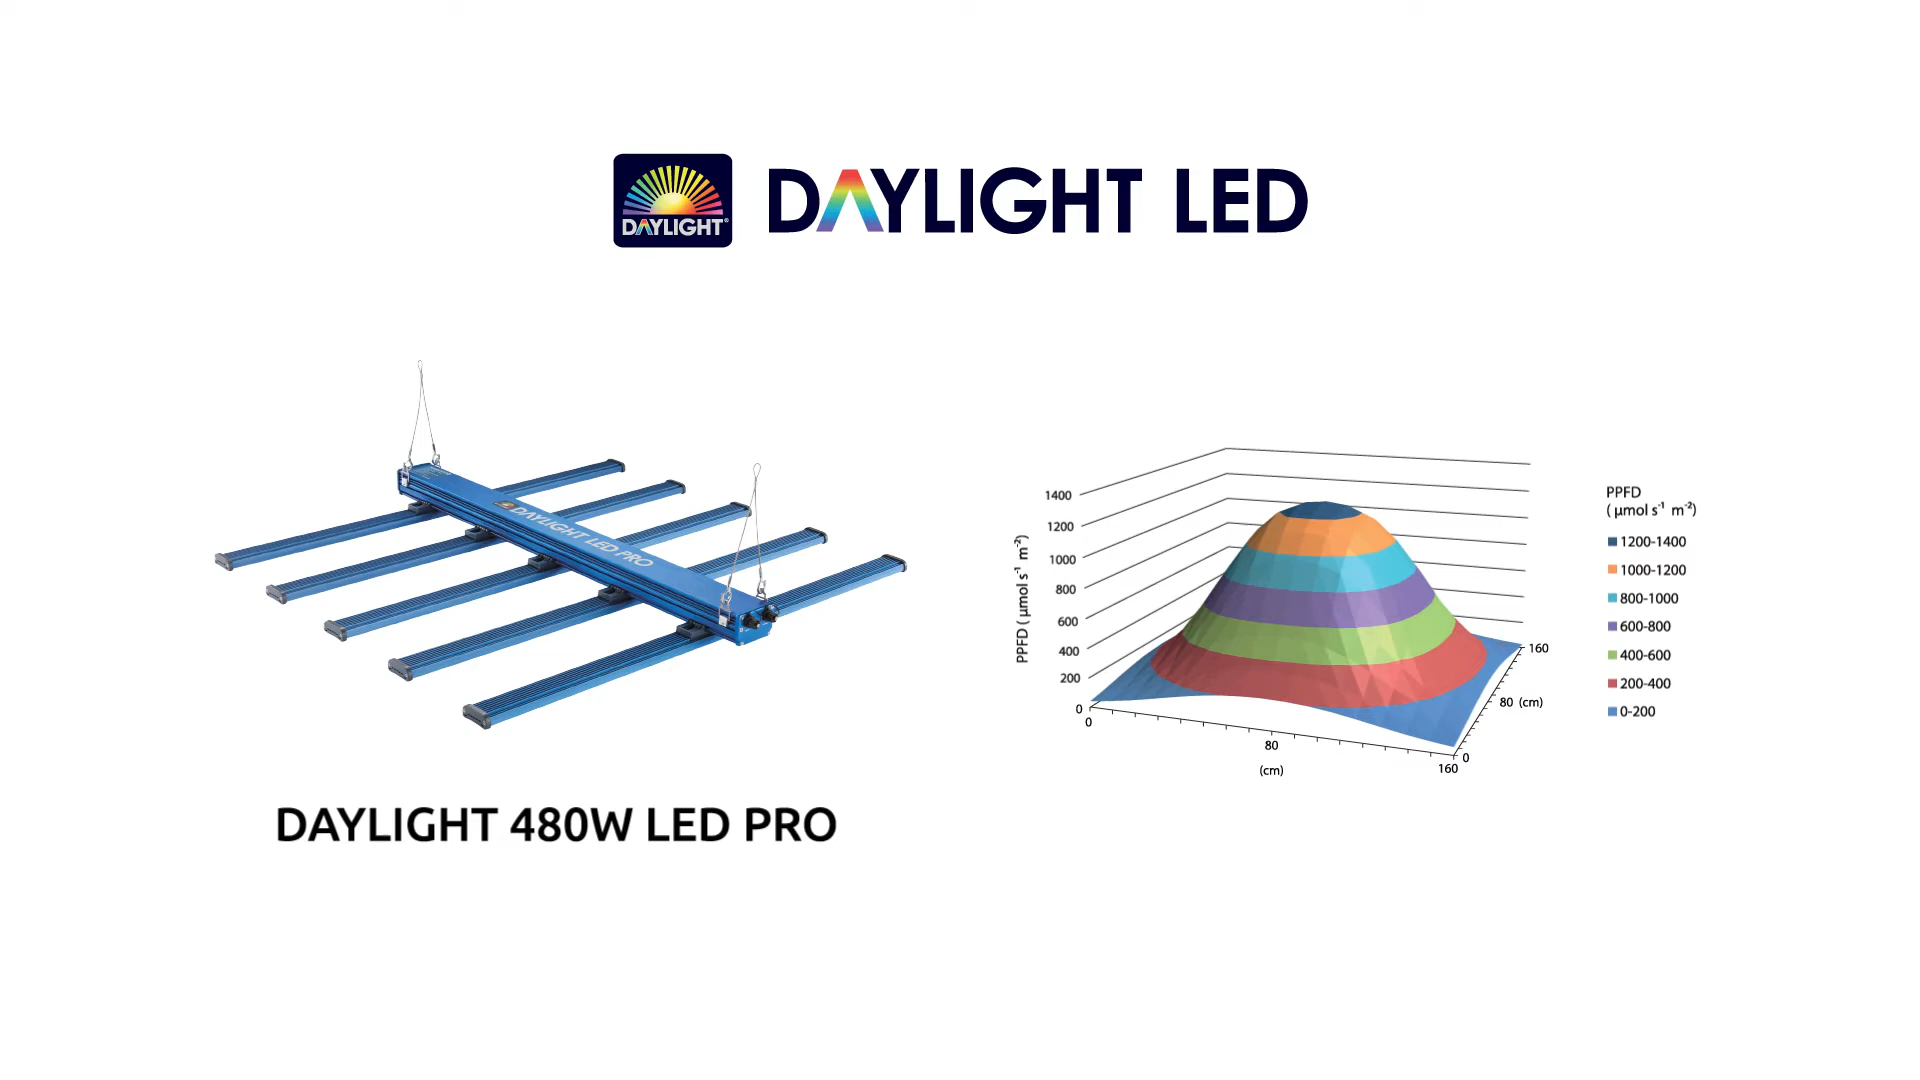 DAYLIGHT®
DAYLIGHT LED
DAYLIGHT LED PRO
DAYLIGHT 480W LED PRO
PPFD ( µmol s⁻¹ m⁻²)
1400
1200
1000
800
600
400
200
0
0
80
(cm)
160
0
80 (cm)
160
PPFD
( µmol s⁻¹ m⁻²)
1200-1400
1000-1200
800-1000
600-800
400-600
200-400
0-200